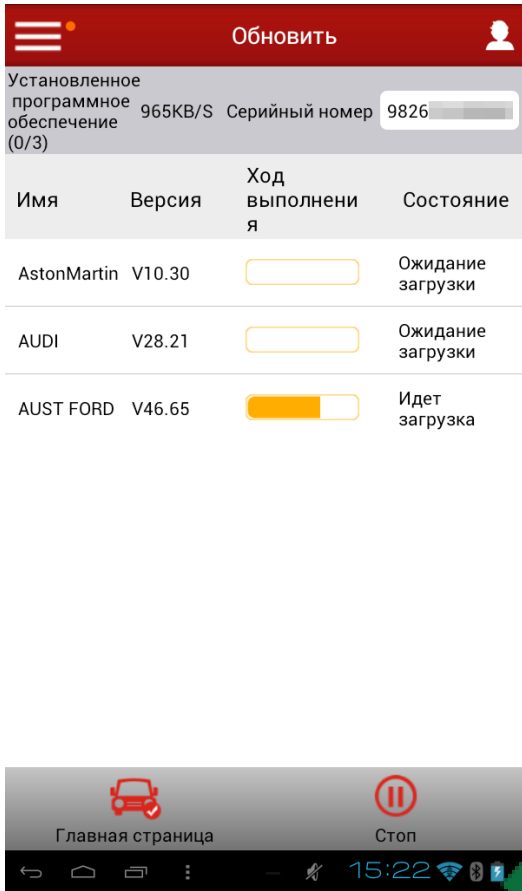 Обновить
Установленное
программное
обеспечение
(0/3)
965KB/S
Серийный номер
9826
Имя
Версия
Ход
выполнени
я
Состояние
AstonMartin
V10.30
Ожидание
загрузки
AUDI
V28.21
Ожидание
загрузки
AUST FORD
V46.65
Идет
загрузка
Главная страница
Стоп
15:22